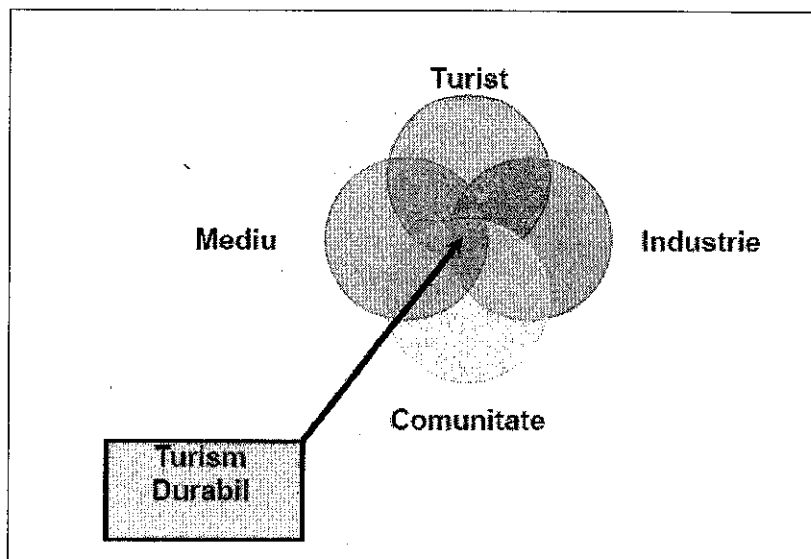 Turist
Mediu
Industrie
Comunitate
Turism
Durabil